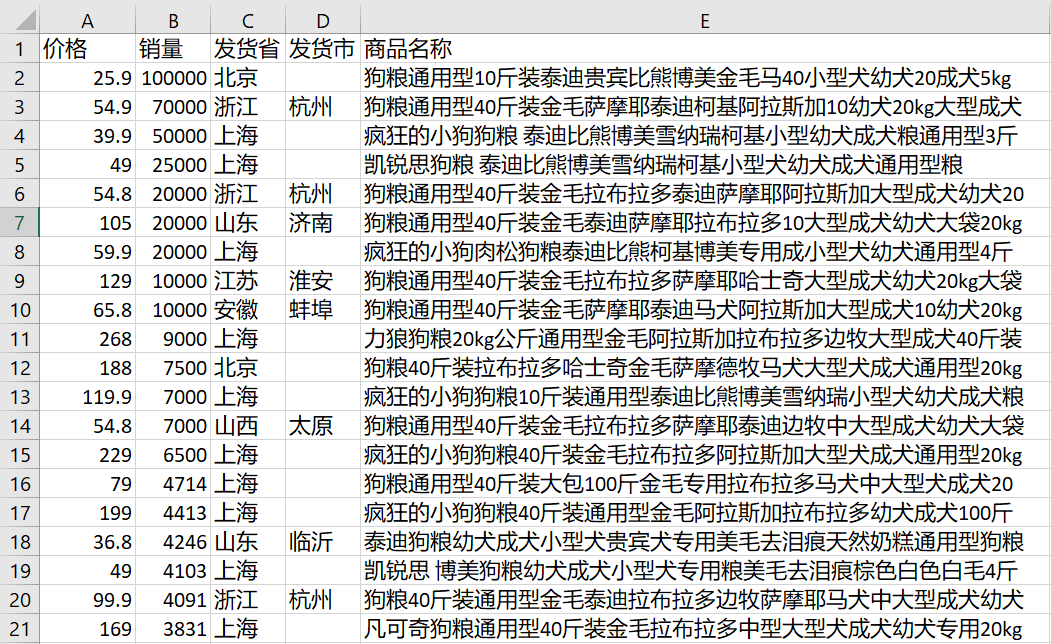 A B C D E
1 价格 销量 发货省 发货市 商品名称
2 25.9 100000 北京 狗粮通用型10斤装泰迪贵宾比熊博美金毛马40小型犬幼犬20成犬5kg
3 54.9 70000 浙江 杭州 狗粮通用型40斤装金毛萨摩耶泰迪柯基阿拉斯加10幼犬20kg大型成犬
4 39.9 50000 上海 疯狂的小狗狗粮 泰迪比熊博美雪纳瑞柯基小型幼犬成犬粮通用型3斤
5 49 25000 上海 凯锐思狗粮 泰迪比熊博美雪纳瑞柯基小型犬幼犬成犬通用型粮
6 54.8 20000 浙江 杭州 狗粮通用型40斤装金毛拉布拉多泰迪萨摩耶阿拉斯加大型成犬幼犬20
7 105 20000 山东 济南 狗粮通用型40斤装金毛泰迪萨摩耶拉布拉多10大型成犬幼犬大袋20kg
8 59.9 20000 上海 疯狂的小狗肉松狗粮泰迪比熊柯基博美专用成小型犬幼犬通用型4斤
9 129 10000 江苏 淮安 狗粮通用型40斤装金毛拉布拉多萨摩耶哈士奇大型成犬幼犬20kg大袋
10 65.8 10000 安徽 蚌埠 狗粮通用型40斤装金毛萨摩耶泰迪马犬阿拉斯加大型成犬10幼犬20kg
11 268 9000 上海 力狼狗粮20kg公斤通用型金毛阿拉斯加拉布拉多边牧大型成犬40斤装
12 188 7500 北京 狗粮40斤装拉布拉多哈士奇金毛萨摩德牧马犬大型成犬幼犬通用型20kg
13 119.9 7000 上海 疯狂的小狗狗粮10斤装通用型泰迪比熊博美雪纳瑞小型犬幼犬成犬粮
14 54.8 7000 山西 太原 狗粮通用型40斤装金毛拉布拉多萨摩耶泰迪边牧中大型成犬幼犬大袋
15 229 6500 上海 疯狂的小狗狗粮40斤装金毛拉布拉多阿拉斯加大型犬成犬通用型20kg
16 79 4714 上海 狗粮通用型40斤装大包100斤金毛专用拉布拉多马犬中大型犬成犬20
17 199 4413 上海 疯狂的小狗狗粮40斤装通用型金毛阿拉斯加拉布拉多幼犬成犬100斤
18 36.8 4246 山东 临沂 泰迪狗粮幼犬成犬小型犬贵宾犬专用美毛去泪痕天然奶糕通用型狗粮
19 49 4103 上海 凯锐思 博美狗粮幼犬成犬小型犬专用粮美毛去泪痕棕色白色白毛4斤
20 99.9 4091 浙江 杭州 狗粮40斤装通用型金毛泰迪拉布拉多边牧萨摩耶马犬中大型成犬幼犬
21 169 3831 上海 凡可奇狗粮通用型40斤装金毛拉布拉多中型大型犬成犬幼犬专用20kg